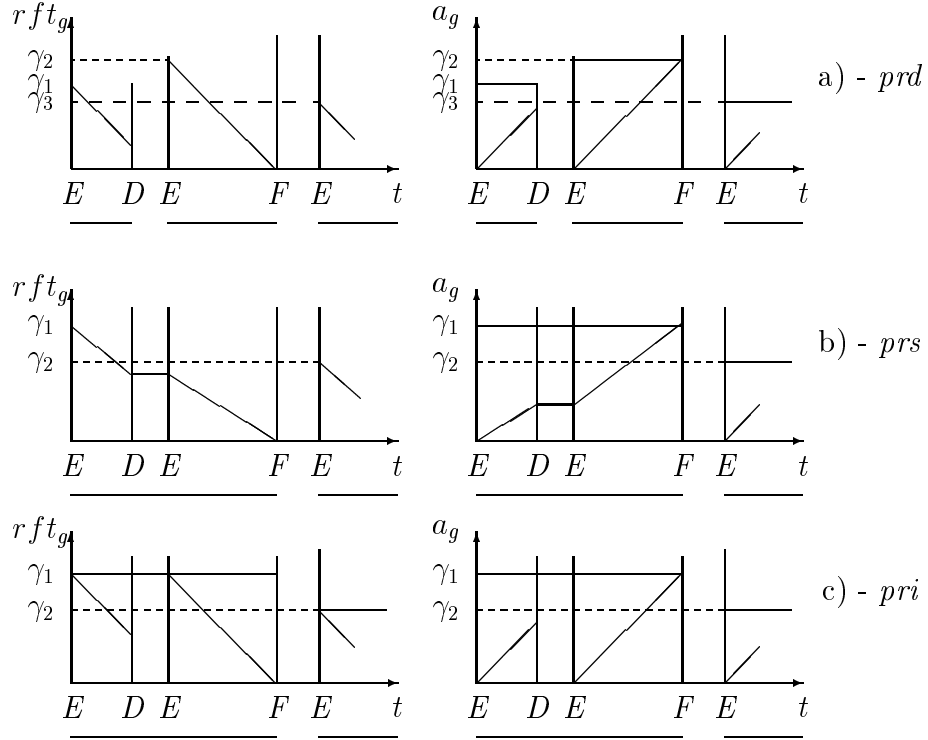 rft_g
a_g
γ2
γ1
γ3
γ2
γ1
γ3
a) - prd
E D E F E t
E D E F E t
rft_g
a_g
γ1
γ2
γ1
γ2
b) - prs
E D E F E t
E D E F E t
rft_g
a_g
γ1
γ2
γ1
γ2
c) - pri
E D E F E t
E D E F E t